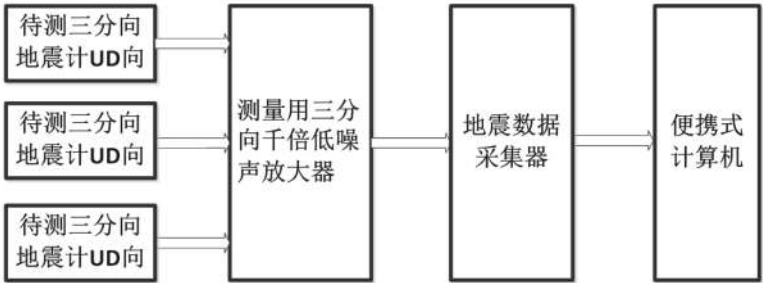 待测三分向
地震计UD向
待测三分向
地震计UD向
待测三分向
地震计UD向
测量用三分
向千倍低噪
声放大器
地震数据
采集器
便携式
计算机